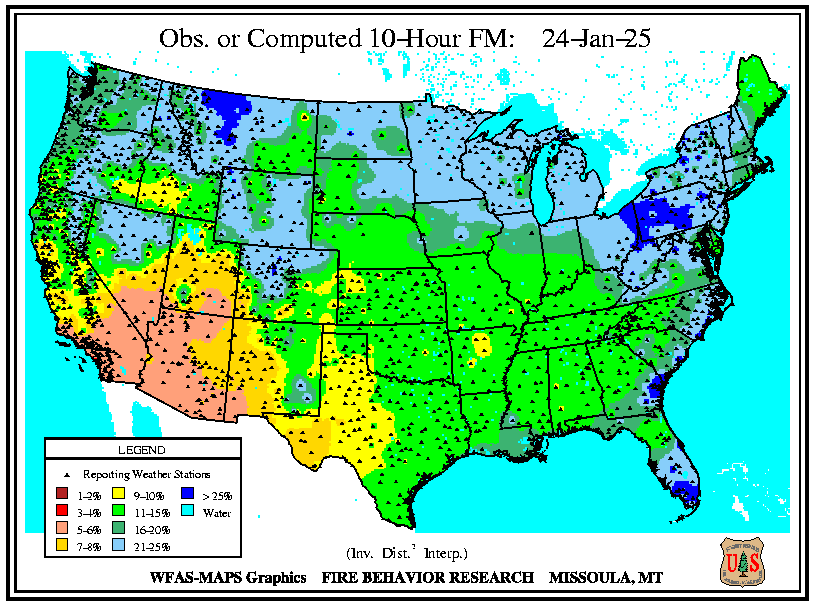 Obs. or Computed 10-Hour FM: 24-Jan-25
LEGEND
Reporting Weather Stations
1-2% 9-10% > 25%
3-4% 11-15% Water
5-6% 16-20%
7-8% 21-25%
(Inv. Dist.² Interp.)
WFAS-MAPS Graphics FIRE BEHAVIOR RESEARCH MISSOULA, MT
U S